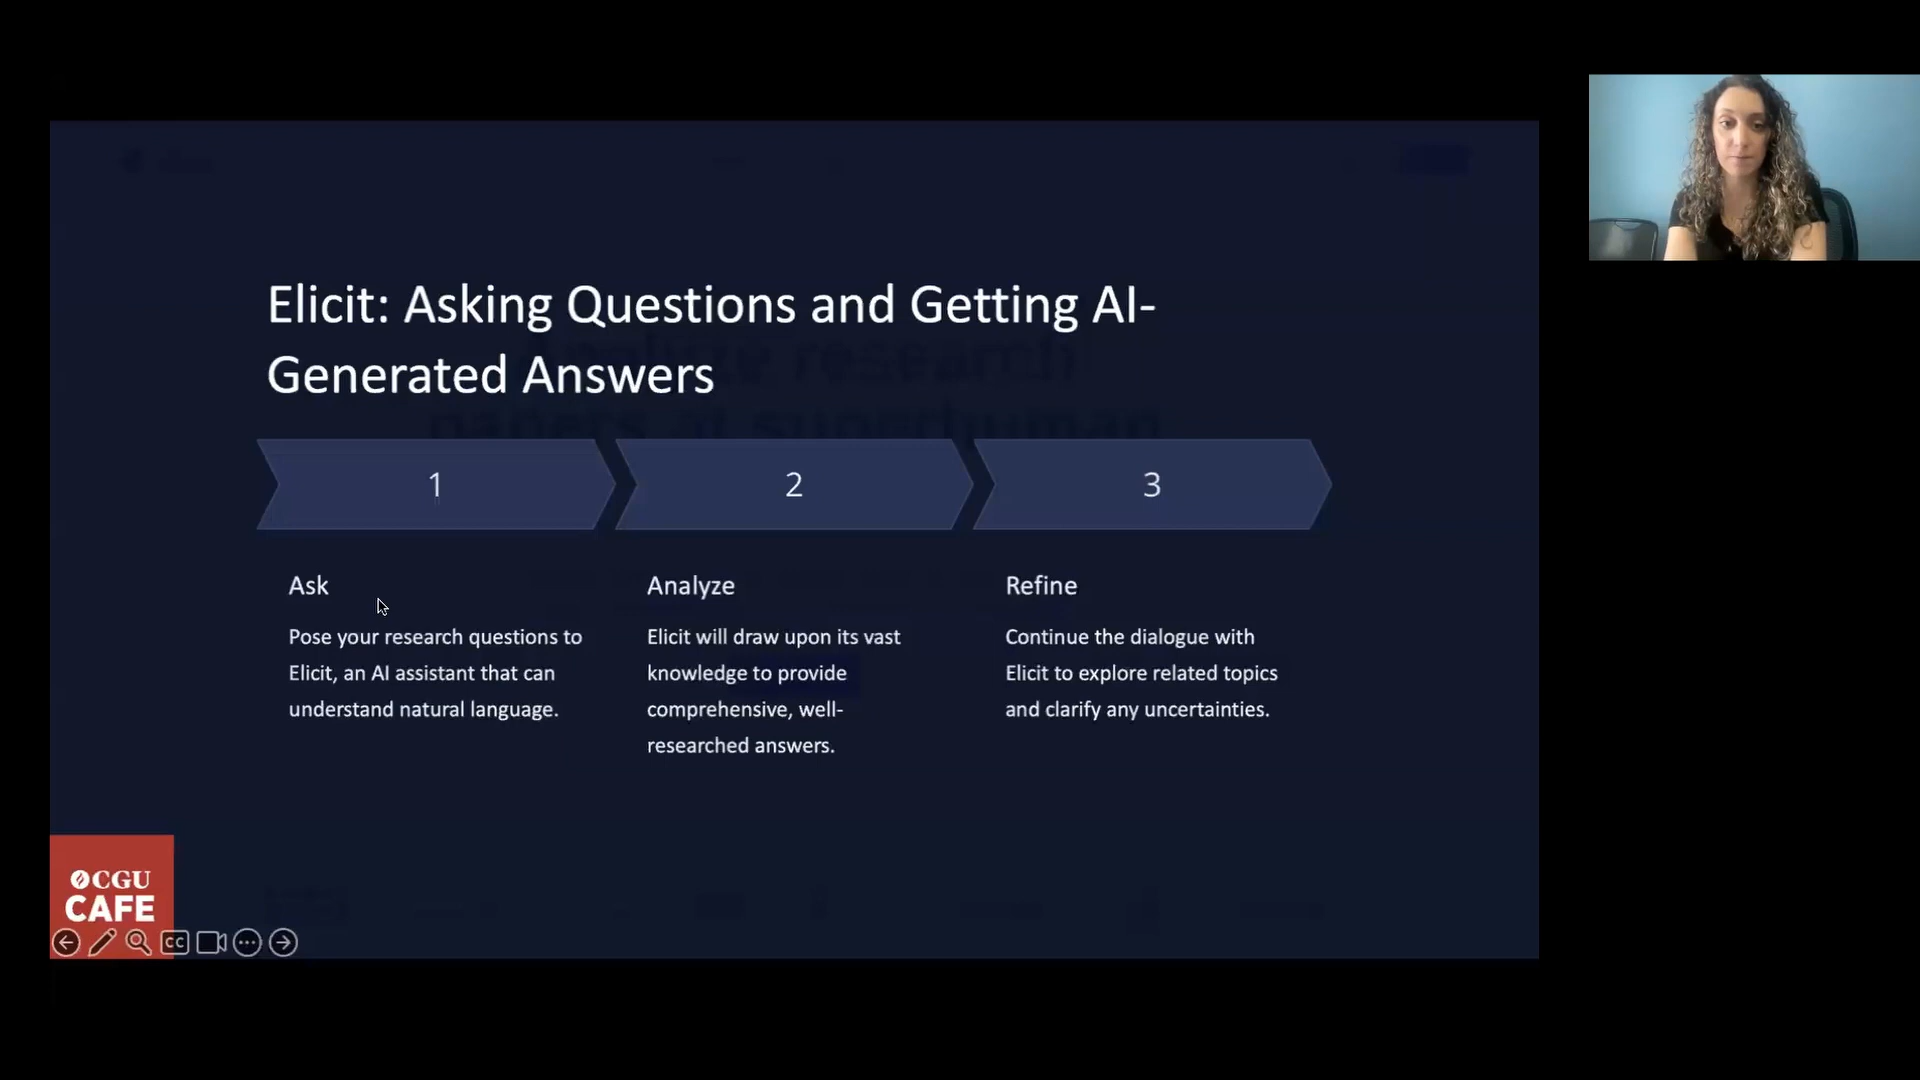 Elicit: Asking Questions and Getting AI-
Generated Answers
1
2
3
Ask
Pose your research questions to
Elicit, an AI assistant that can
understand natural language.
Analyze
Elicit will draw upon its vast
knowledge to provide
comprehensive, well-
researched answers.
Refine
Continue the dialogue with
Elicit to explore related topics
and clarify any uncertainties.
CGU
CAFE
CC